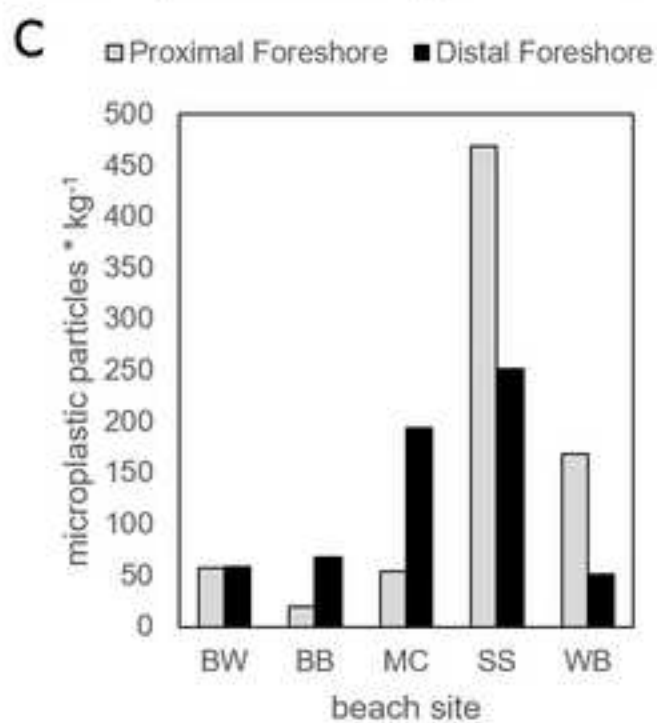 C
Proximal Foreshore Distal Foreshore
500
450
400
350
300
250
200
150
100
50
0
microplastic particles * kg⁻¹
BW BB MC SS WB
beach site